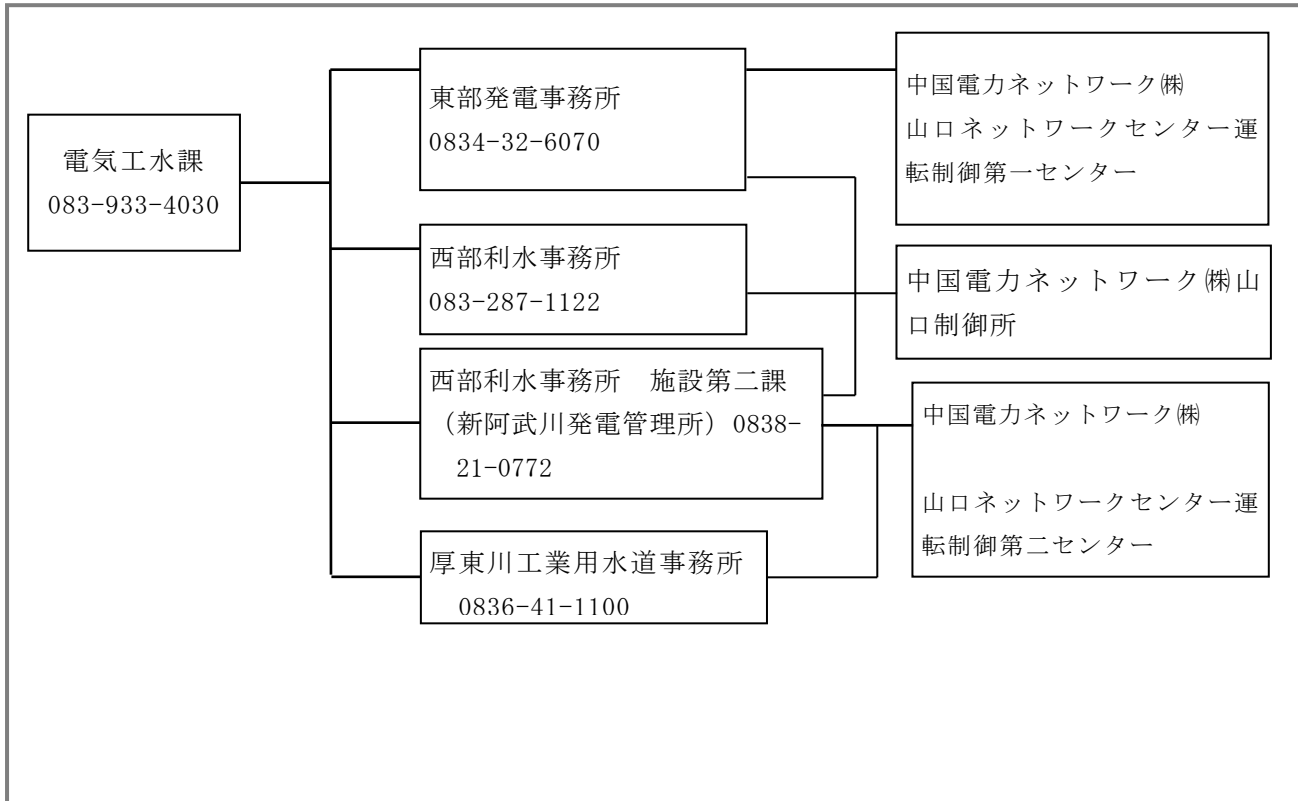 電気工水課
083-933-4030
東部発電事務所
0834-32-6070
西部利水事務所
083-287-1122
西部利水事務所　施設第二課
（新阿武川発電管理所）0838-
21-0772
厚東川工業用水道事務所
0836-41-1100
中国電力ネットワーク㈱
山口ネットワークセンター運
転制御第一センター
中国電力ネットワーク㈱山
口制御所
中国電力ネットワーク㈱
山口ネットワークセンター運
転制御第二センター